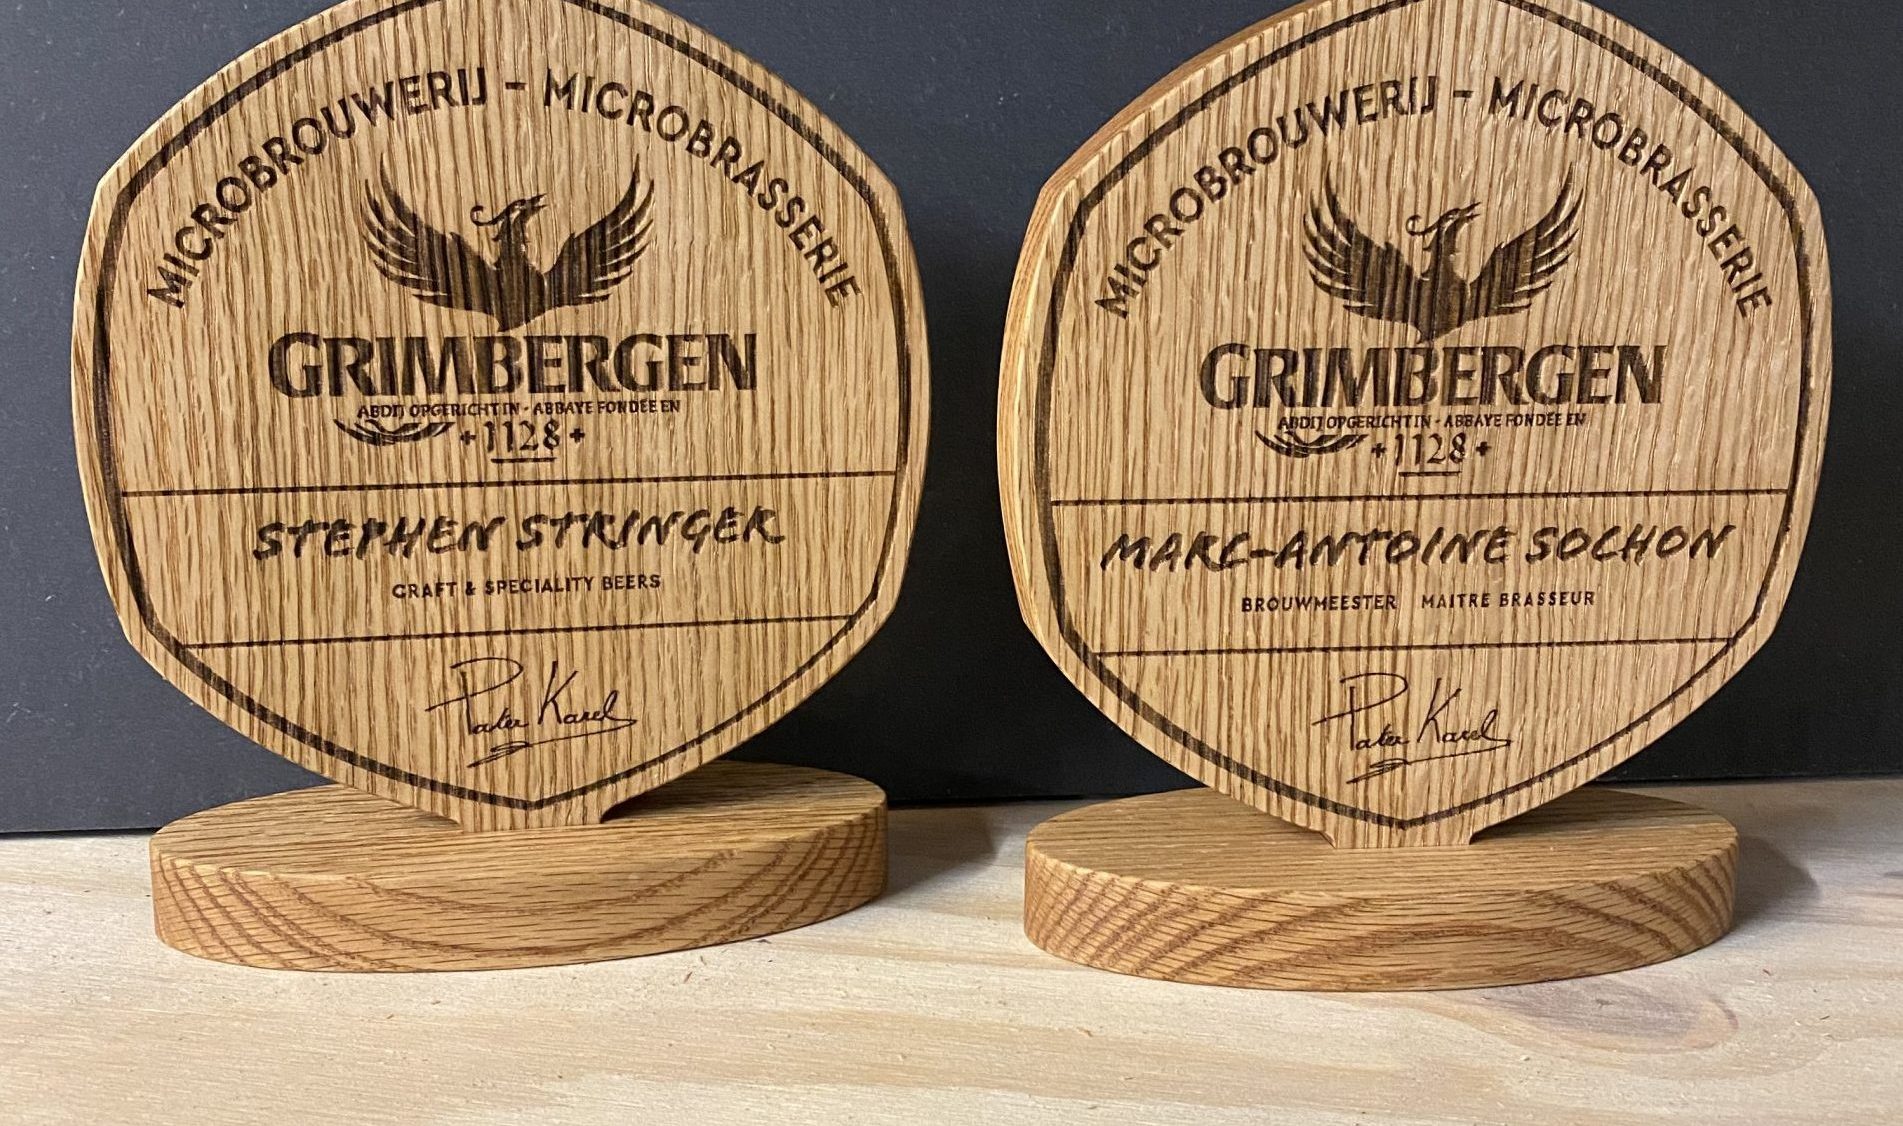 MICROBROUWERIJ - MICROBRASSERIE
GRIMBERGEN
ABDIJ OPGERICHT IN - ABBAYE FONDÉE EN
1128
STEPHEN STRINGER
CRAFT & SPECIALITY BEERS
Pater Karel
MICROBROUWERIJ - MICROBRASSERIE
GRIMBERGEN
ABDIJ OPGERICHT IN - ABBAYE FONDÉE EN
1128
MARC-ANTOINE SOCHON
BROUWMEESTER MAITRE BRASSEUR
Pater Karel